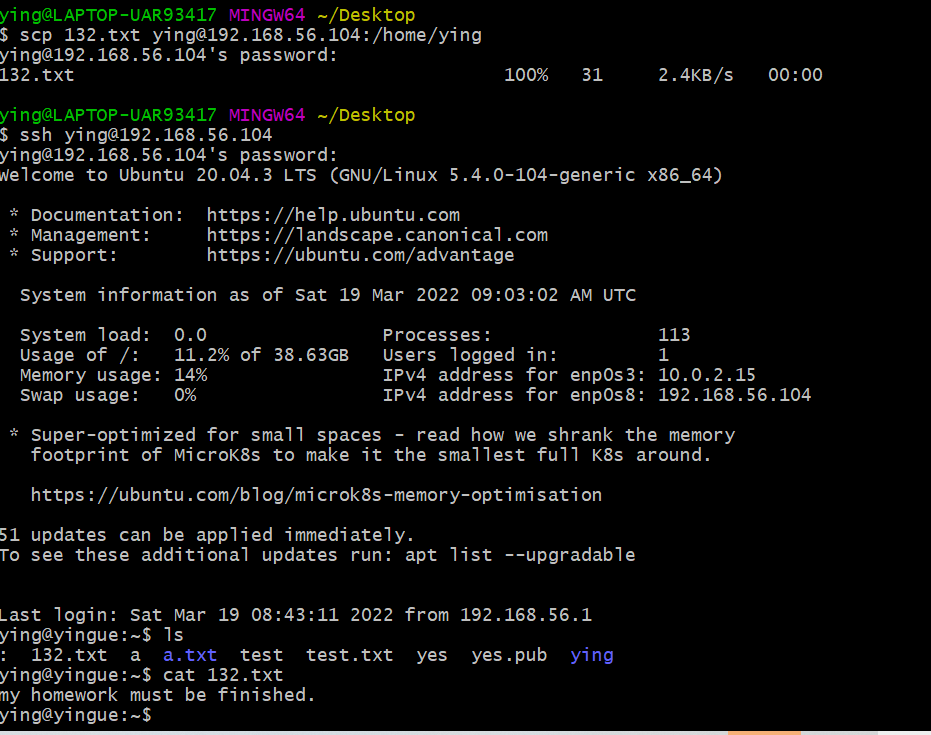 ying@LAPTOP-UAR93417 MINGW64 ~/Desktop
$ scp 132.txt ying@192.168.56.104:/home/ying
ying@192.168.56.104's password:
132.txt 100% 31 2.4KB/s 00:00
ying@LAPTOP-UAR93417 MINGW64 ~/Desktop
$ ssh ying@192.168.56.104
ying@192.168.56.104's password:
Welcome to Ubuntu 20.04.3 LTS (GNU/Linux 5.4.0-104-generic x86_64)
* Documentation: https://help.ubuntu.com
* Management: https://landscape.canonical.com
* Support: https://ubuntu.com/advantage
System information as of Sat 19 Mar 2022 09:03:02 AM UTC
System load: 0.0 Processes: 113
Usage of /: 11.2% of 38.63GB Users logged in: 1
Memory usage: 14% IPv4 address for enp0s3: 10.0.2.15
Swap usage: 0% IPv4 address for enp0s8: 192.168.56.104
* Super-optimized for small spaces - read how we shrank the memory
footprint of MicroK8s to make it the smallest full K8s around.
https://ubuntu.com/blog/microk8s-memory-optimisation
51 updates can be applied immediately.
To see these additional updates run: apt list --upgradable
Last login: Sat Mar 19 08:43:11 2022 from 192.168.56.1
ying@yingue:~$ ls
: 132.txt a a.txt test test.txt yes yes.pub ying
ying@yingue:~$ cat 132.txt
my homework must be finished.
ying@yingue:~$